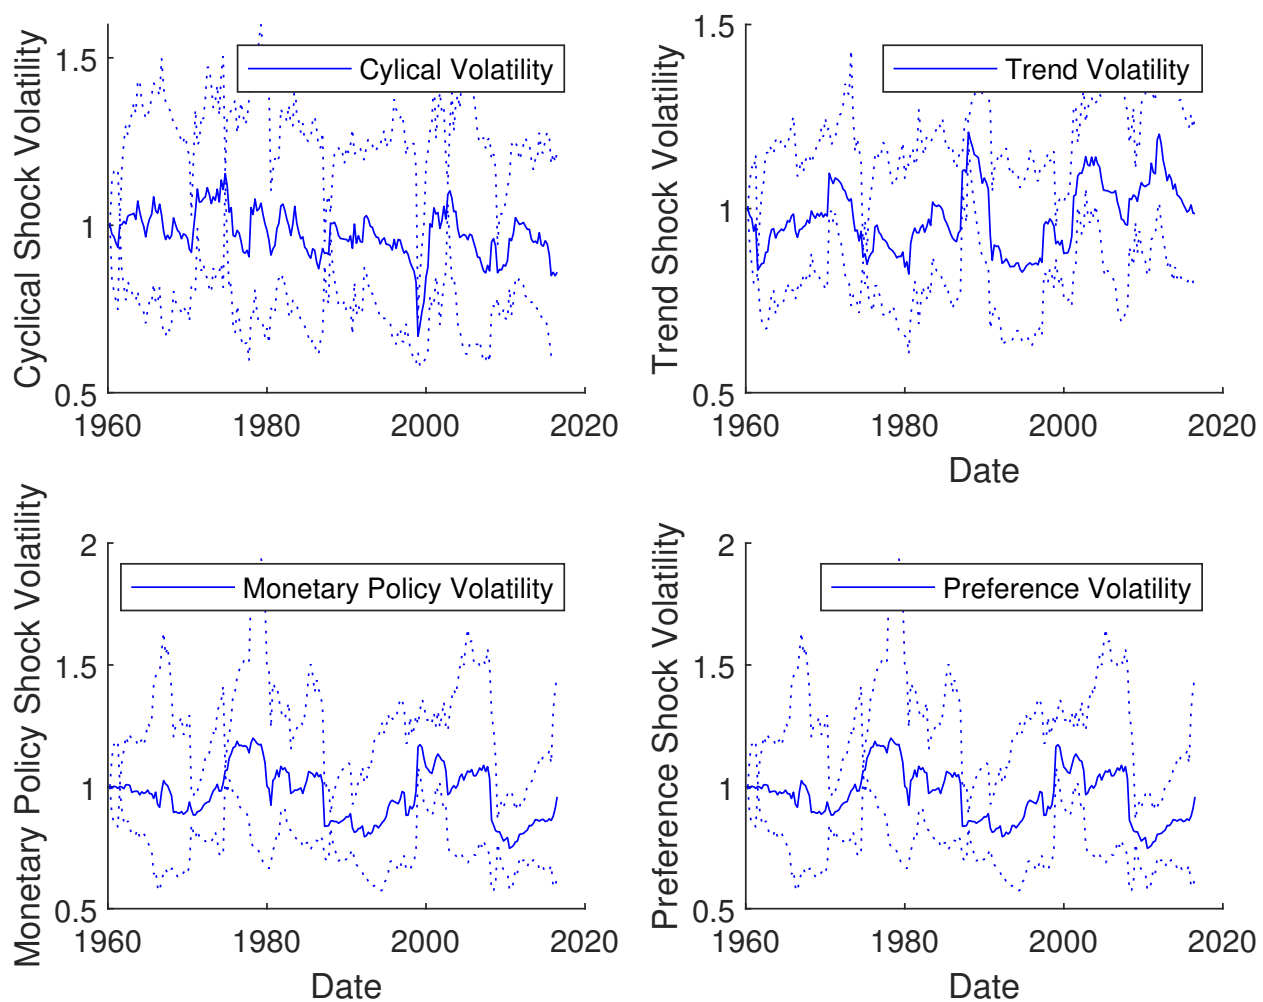 Cyclical Shock Volatility
1.5
1
0.5
Cylical Volatility
1960
1980
2000
2020
Trend Shock Volatility
1.5
1
0.5
Trend Volatility
1960
1980
2000
2020
Date
Monetary Policy Shock Volatility
2
1.5
1
0.5
Monetary Policy Volatility
1960
1980
2000
2020
Date
Preference Shock Volatility
2
1.5
1
0.5
Preference Volatility
1960
1980
2000
2020
Date